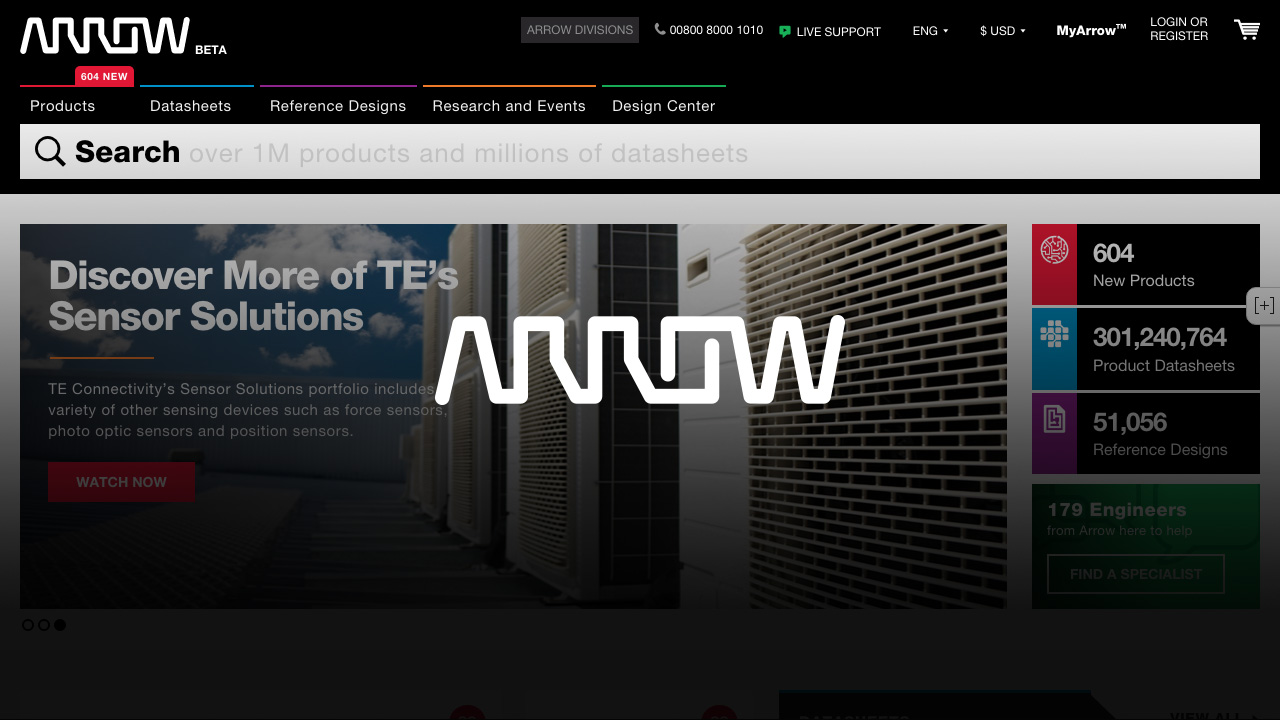 ARROW
BETA
ARROW DIVISIONS
00800 8000 1010
LIVE SUPPORT
ENG
$ USD
MyArrow™
LOGIN OR
REGISTER
604 NEW
Products
Datasheets
Reference Designs
Research and Events
Design Center
Search over 1M products and millions of datasheets
Discover More of TE’s
Sensor Solutions
TE Connectivity’s Sensor Solutions portfolio includes
variety of other sensing devices such as force sensors,
photo optic sensors and position sensors.
WATCH NOW
ARROW
604
New Products
[+]
301,240,764
Product Datasheets
51,056
Reference Designs
179 Engineers
from Arrow here to help
FIND A SPECIALIST
DATASHEETS
VIEW ALL